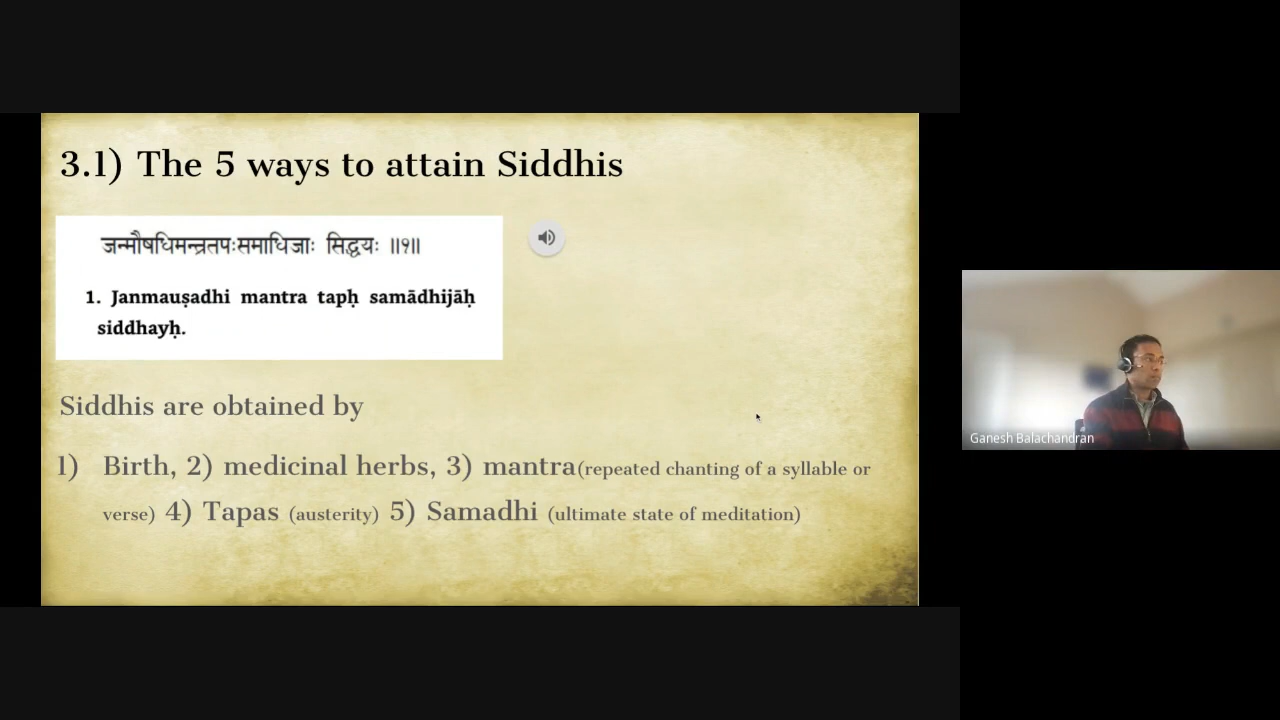 3.1) The 5 ways to attain Siddhis
जन्मौषधिमन्त्रतपःसमाधिजाः सिद्धयः ॥१॥
1. Janmauṣadhi mantra tapḥ samādhijāḥ
siddhayḥ.
Siddhis are obtained by
1) Birth, 2) medicinal herbs, 3) mantra(repeated chanting of a syllable or
verse) 4) Tapas (austerity) 5) Samadhi (ultimate state of meditation)
Ganesh Balachandran